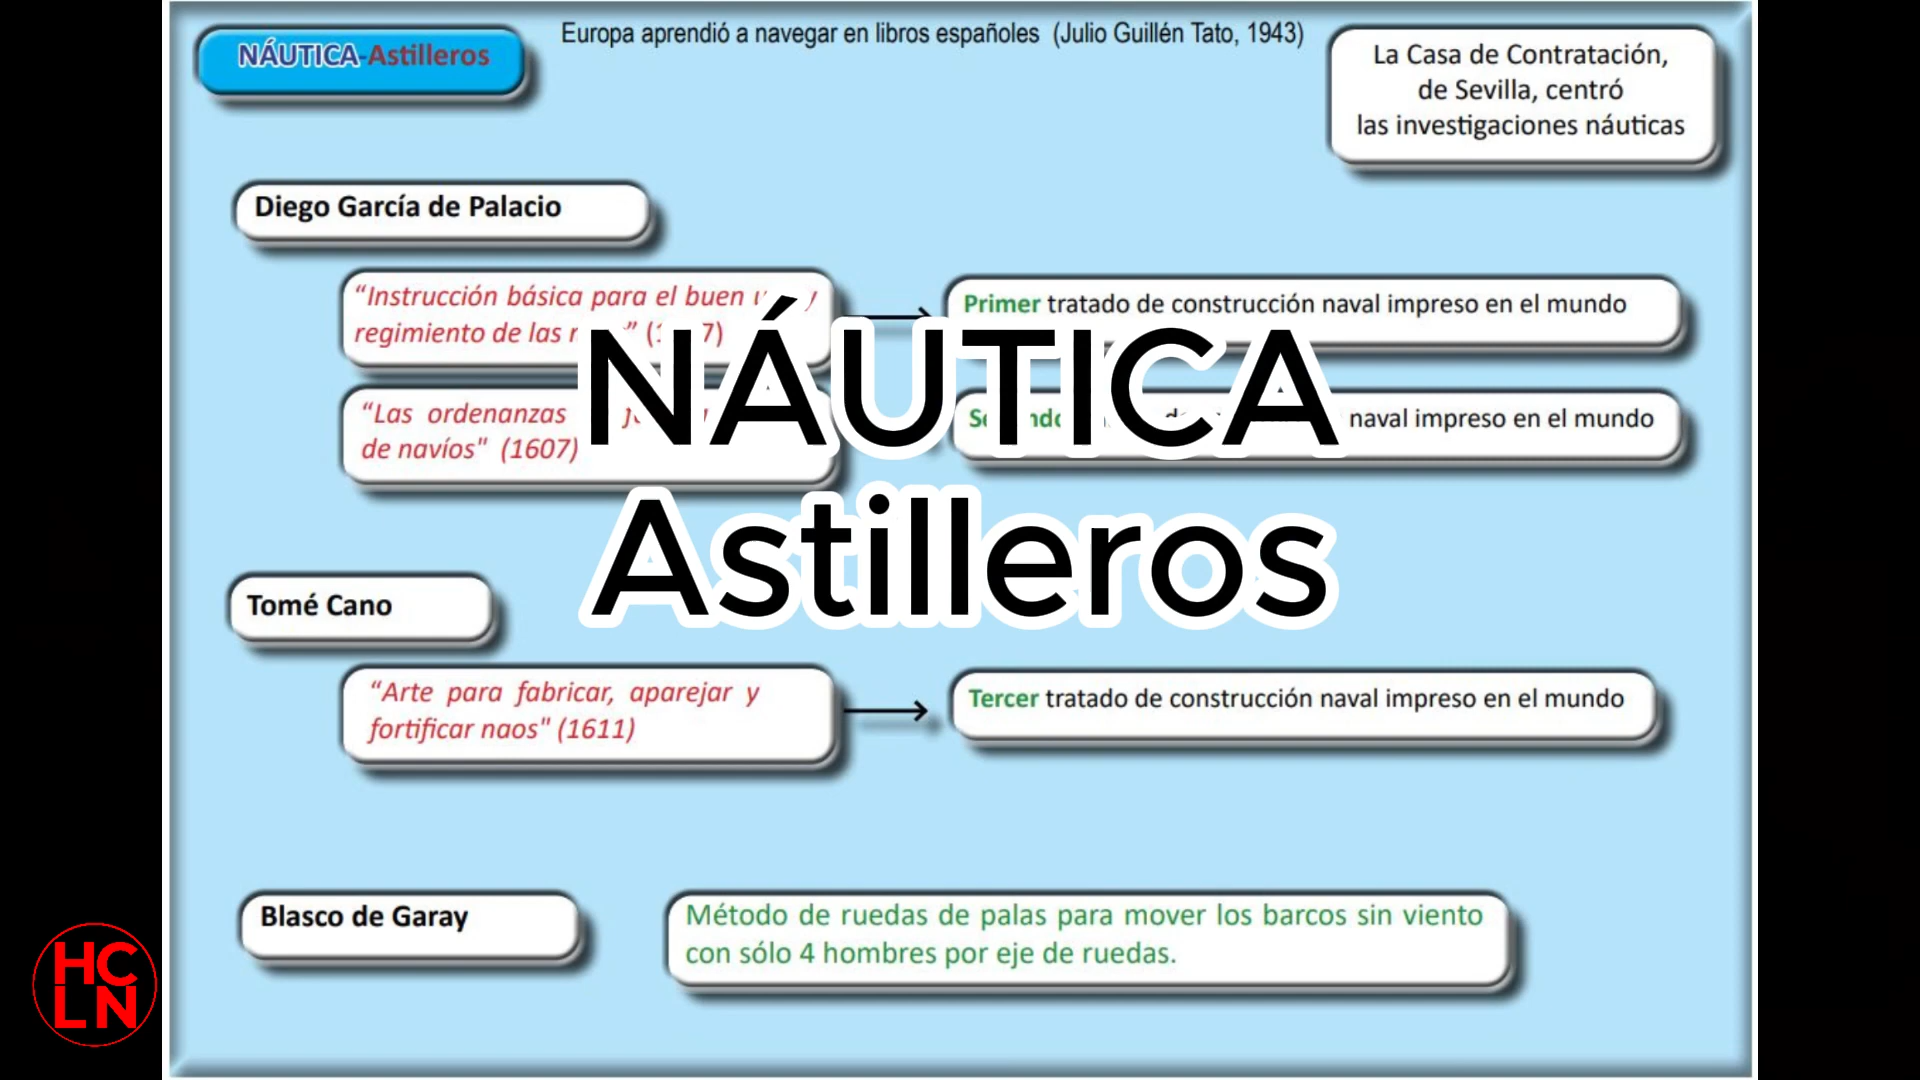 NÁUTICA-Astilleros
Europa aprendió a navegar en libros españoles (Julio Guillén Tato, 1943)
La Casa de Contratación,
de Sevilla, centró
las investigaciones náuticas
Diego García de Palacio
“Instrucción básica para el buen
regimiento de las
Primer tratado de construcción naval impreso en el mundo
“Las ordenanzas
de navíos" (1607)
naval impreso en el mundo
NÁUTICA
Astilleros
Tomé Cano
“Arte para fabricar, aparejar y
fortificar naos" (1611)
Tercer tratado de construcción naval impreso en el mundo
Blasco de Garay
Método de ruedas de palas para mover los barcos sin viento
con sólo 4 hombres por eje de ruedas.
HC
LN